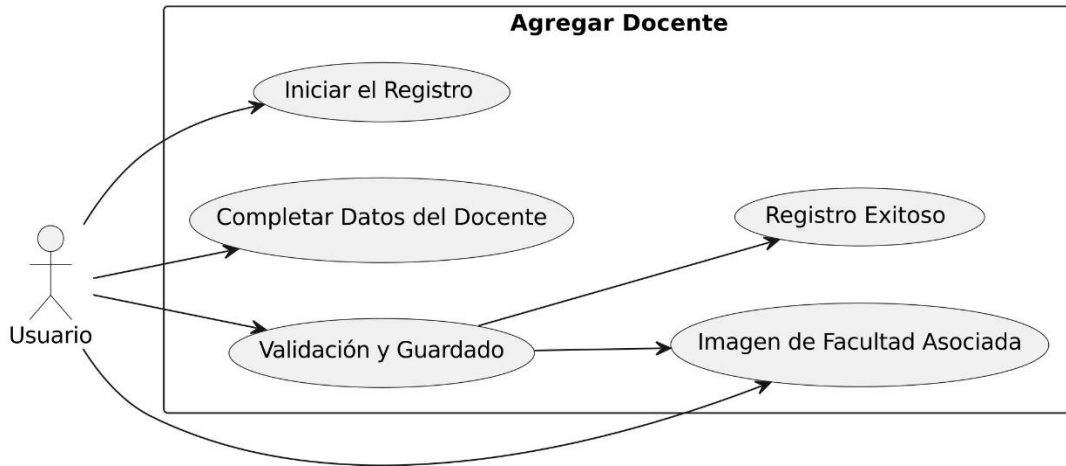 Agregar Docente
Iniciar el Registro
Completar Datos del Docente
Registro Exitoso
Usuario
Validación y Guardado
Imagen de Facultad Asociada